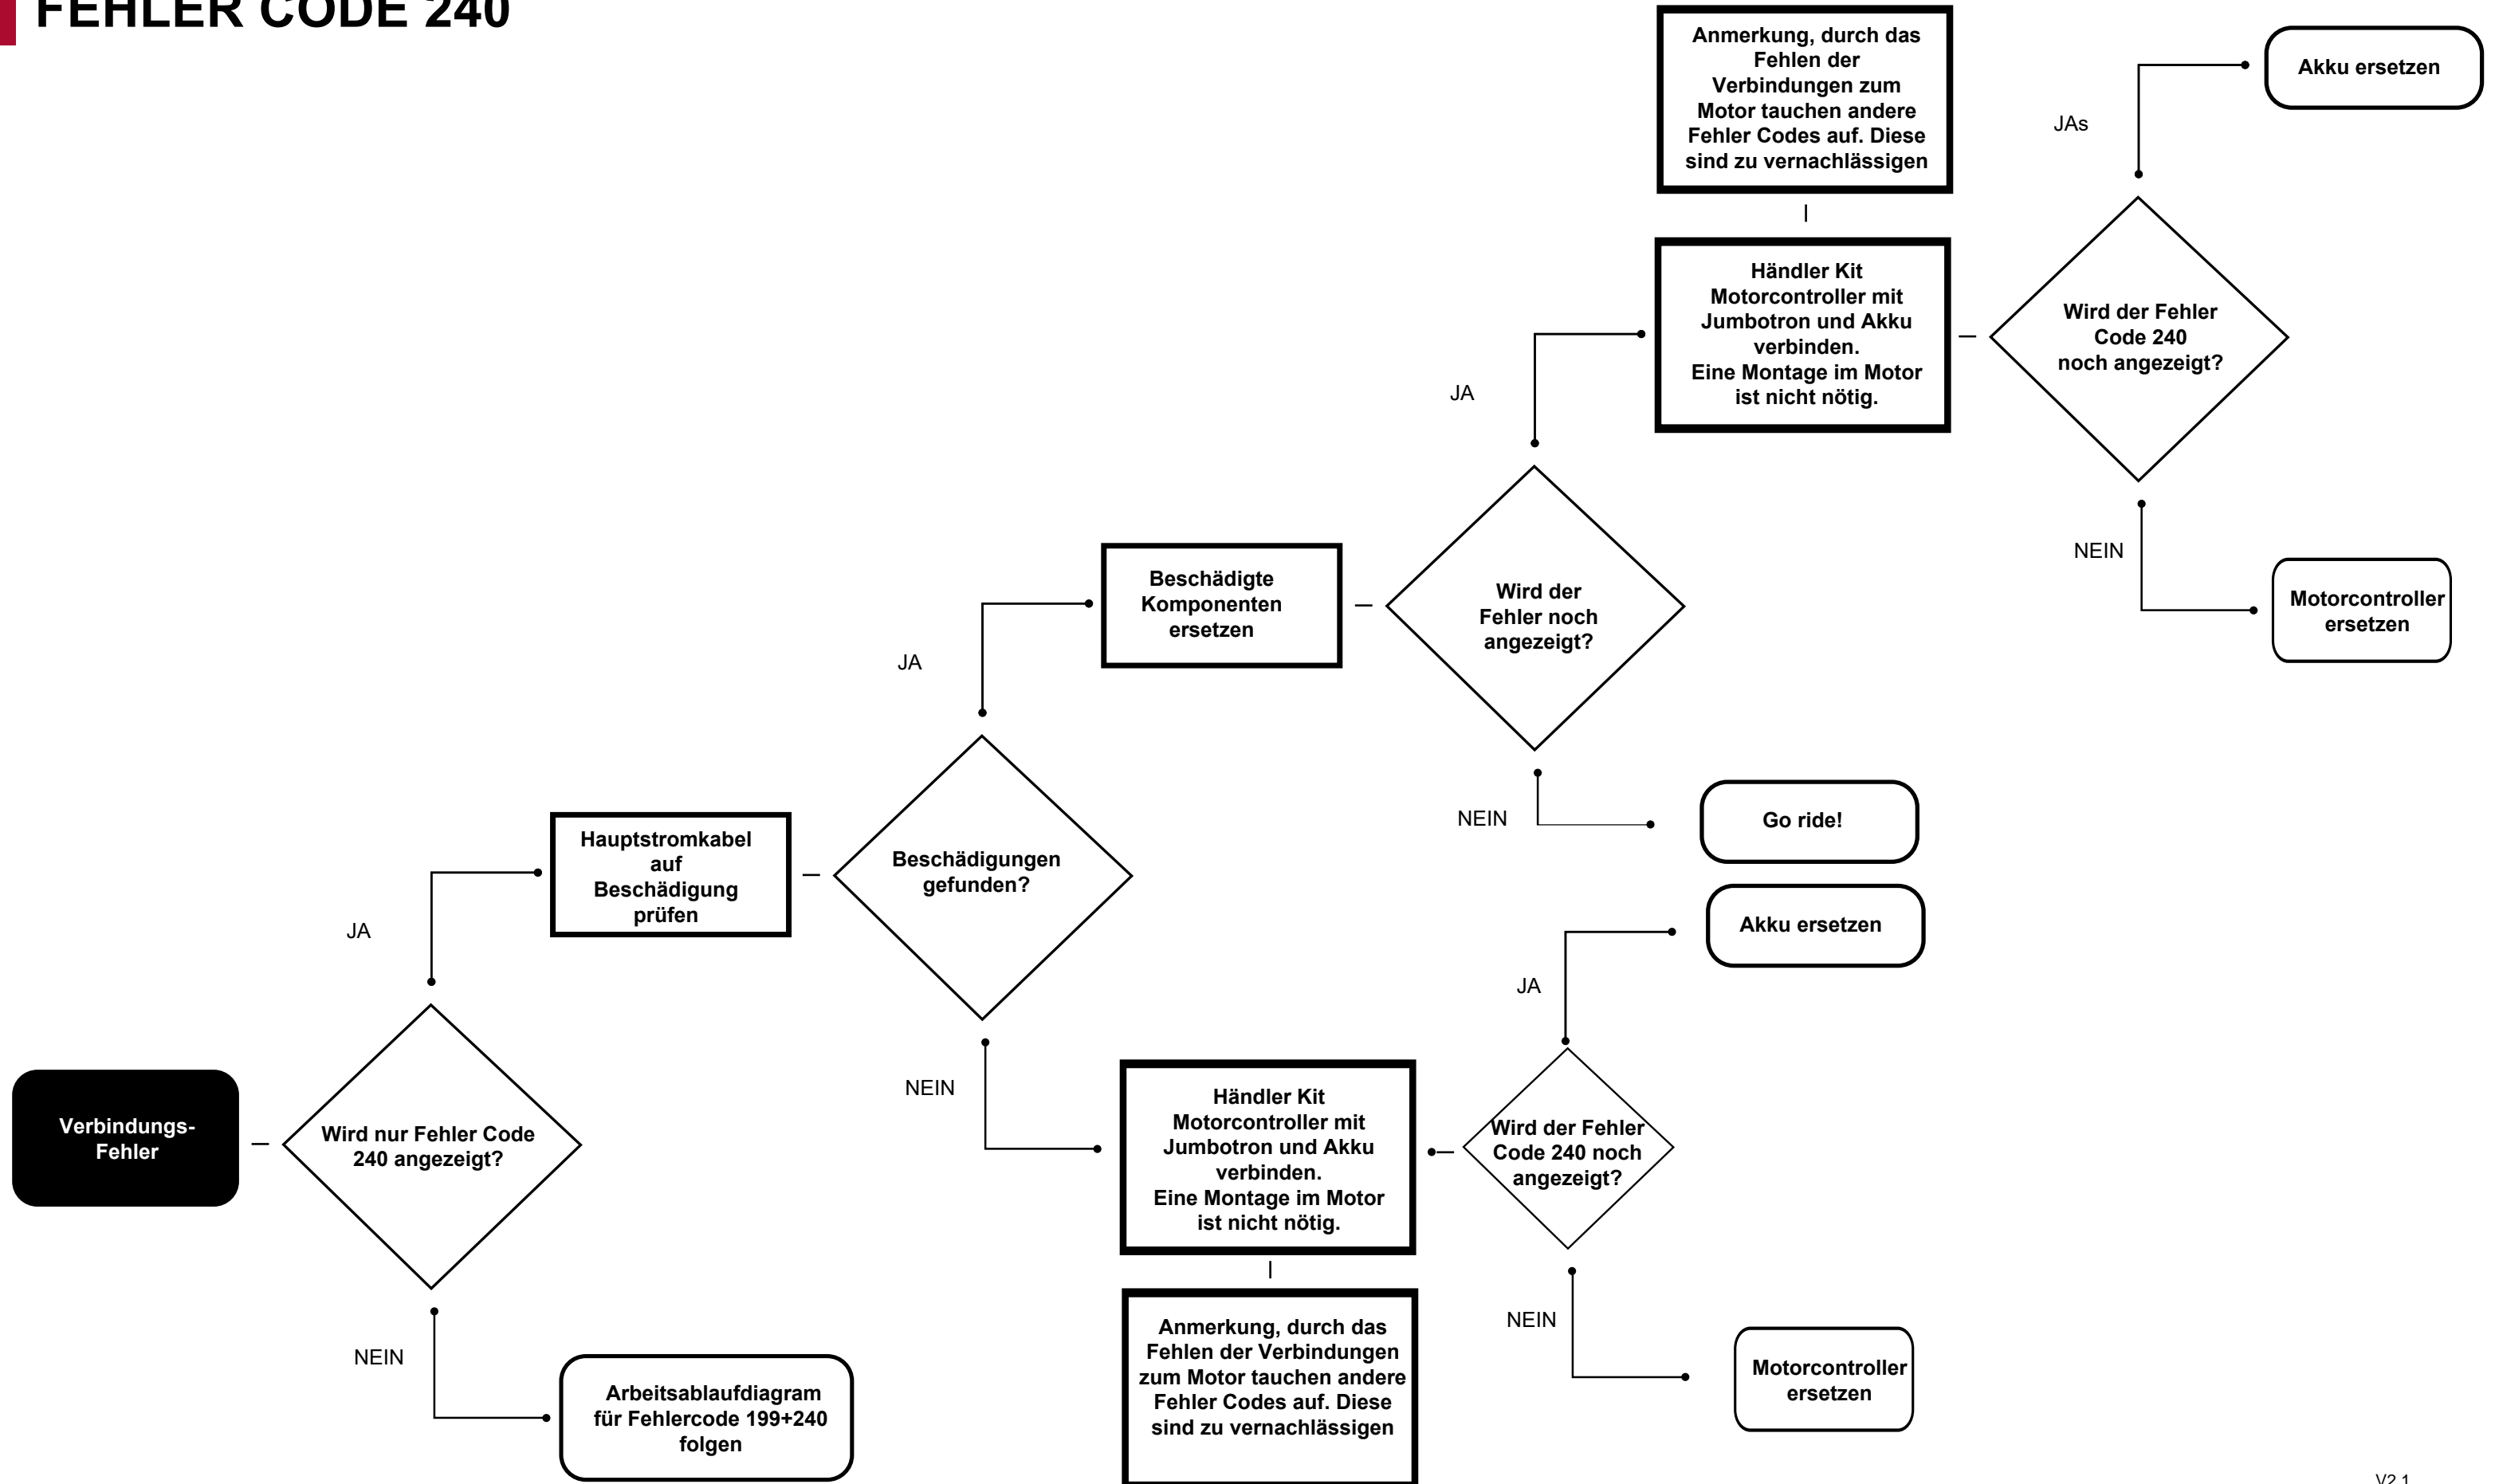 FEHLER CODE 240
Anmerkung, durch das
Fehlen der
Verbindungen zum
Motor tauchen andere
Fehler Codes auf. Diese
sind zu vernachlässigen
Akku ersetzen
JAs
Händler Kit
Motorcontroller mit
Jumbotron und Akku
verbinden.
Eine Montage im Motor
ist nicht nötig.
Wird der Fehler
Code 240
noch angezeigt?
JA
NEIN
Motorcontroller
ersetzen
Beschädigte
Komponenten
ersetzen
Wird der
Fehler noch
angezeigt?
JA
NEIN
Go ride!
Hauptstromkabel
auf
Beschädigung
prüfen
Beschädigungen
gefunden?
Akku ersetzen
JA
JA
NEIN
Verbindungs-
Fehler
Wird nur Fehler Code
240 angezeigt?
Händler Kit
Motorcontroller mit
Jumbotron und Akku
verbinden.
Eine Montage im Motor
ist nicht nötig.
Wird der Fehler
Code 240 noch
angezeigt?
NEIN
NEIN
Arbeitsablaufdiagram
für Fehlercode 199+240
folgen
Anmerkung, durch das
Fehlen der Verbindungen
zum Motor tauchen andere
Fehler Codes auf. Diese
sind zu vernachlässigen
Motorcontroller
ersetzen
V2.1